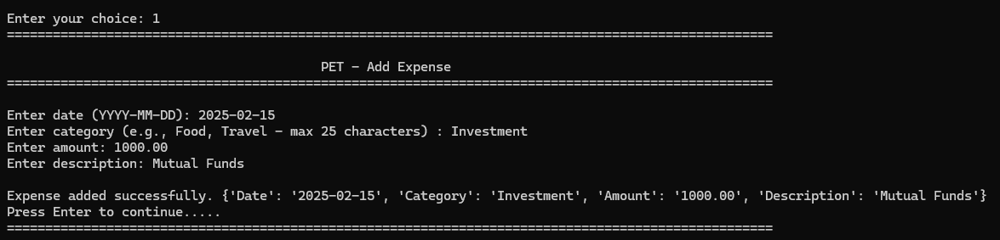 Enter your choice: 1
====================================================================================================
PET - Add Expense
====================================================================================================
Enter date (YYYY-MM-DD): 2025-02-15
Enter category (e.g., Food, Travel - max 25 characters) : Investment
Enter amount: 1000.00
Enter description: Mutual Funds
Expense added successfully. {'Date': '2025-02-15', 'Category': 'Investment', 'Amount': '1000.00', 'Description': 'Mutual Funds'}
Press Enter to continue.....
====================================================================================================